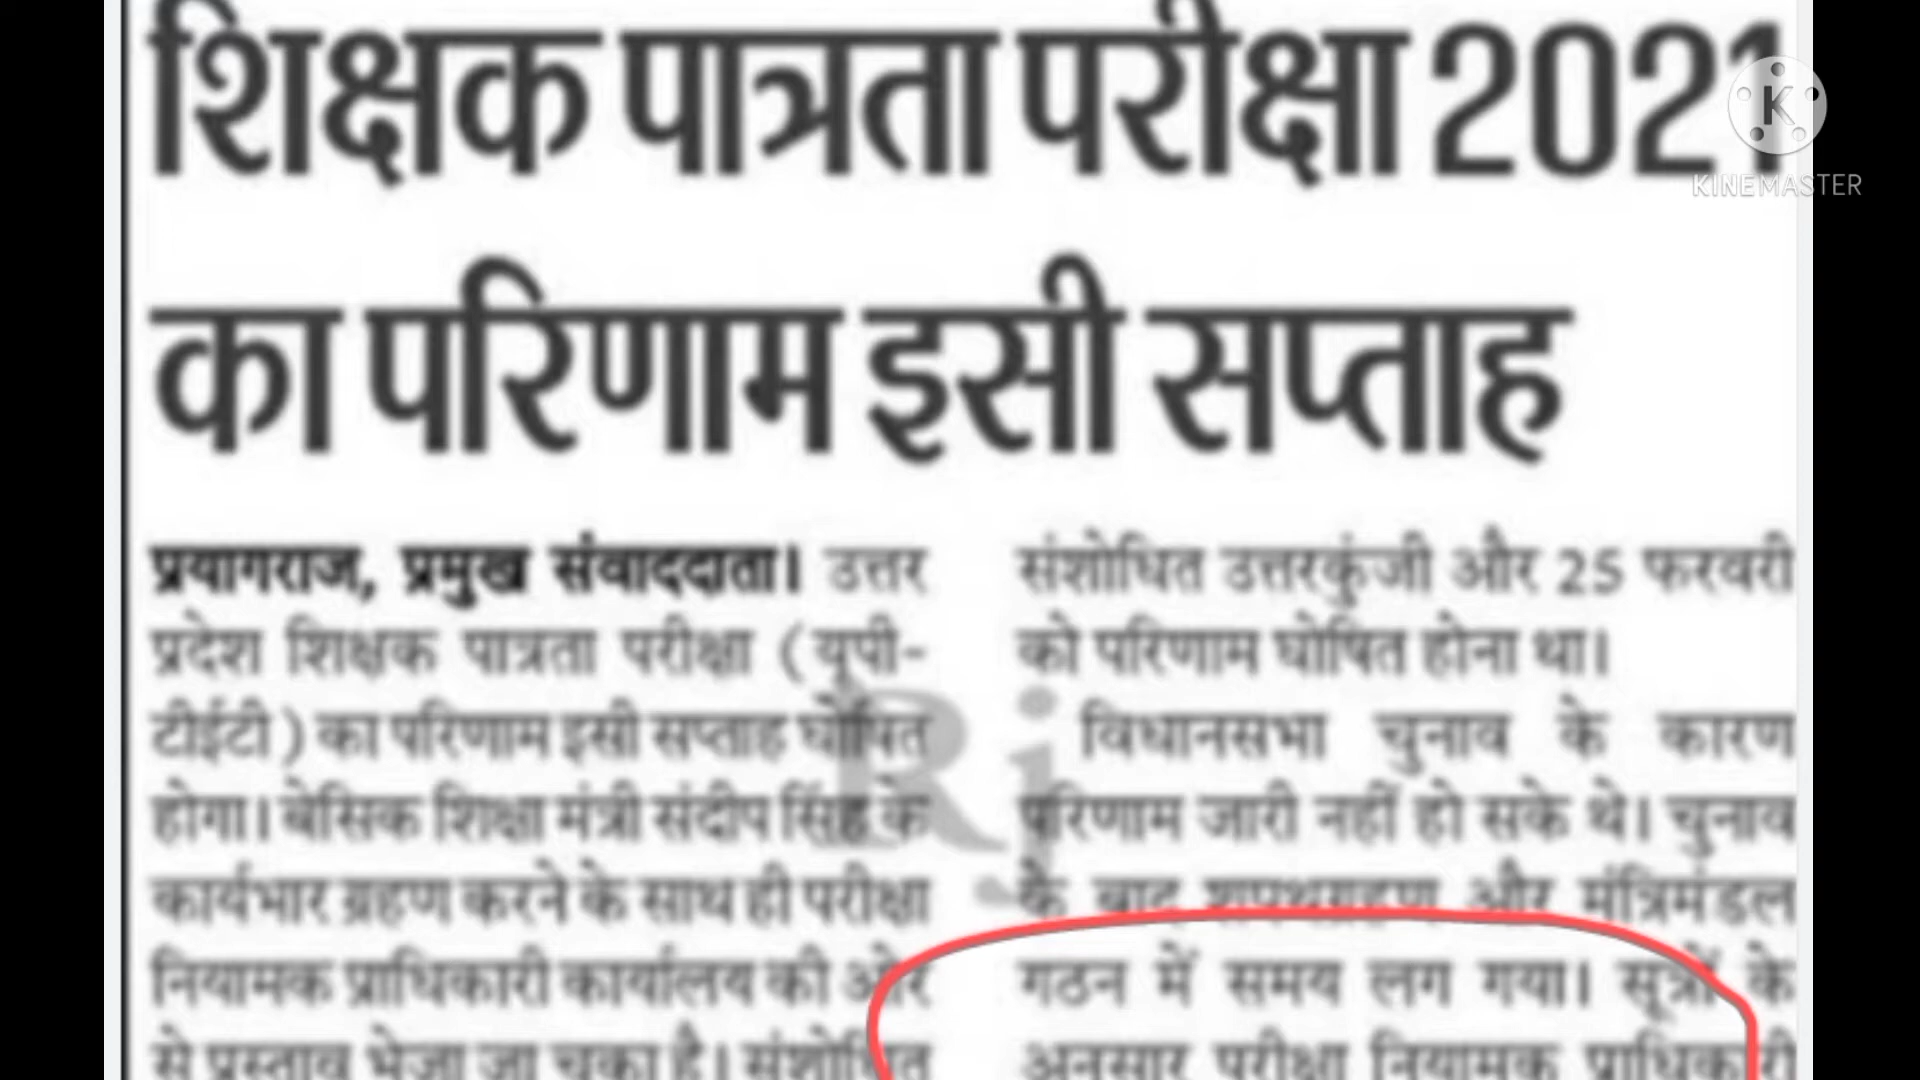 शिक्षक पात्रता परीक्षा 2021
का परिणाम इसी सप्ताह
प्रयागराज, प्रमुख संवाददाता। उत्तर
प्रदेश शिक्षक पात्रता परीक्षा (यूपी-
टीईटी) का परिणाम इसी सप्ताह घोषित
होगा। बेसिक शिक्षा मंत्री संदीप सिंह के
कार्यभार ग्रहण करने के साथ ही परीक्षा
नियामक प्राधिकारी कार्यालय की ओर
से प्रस्ताव भेजा जा चुका है। संशोधित
संशोधित उत्तरकुंजी और 25 फरवरी
को परिणाम घोषित होना था।
विधानसभा चुनाव के कारण
परिणाम जारी नहीं हो सके थे। चुनाव
के बाद शपथग्रहण और मंत्रिमंडल
गठन में समय लग गया। सूत्रों के
अनुसार परीक्षा नियामक प्राधिकारी
Rj
K
KINEMASTER